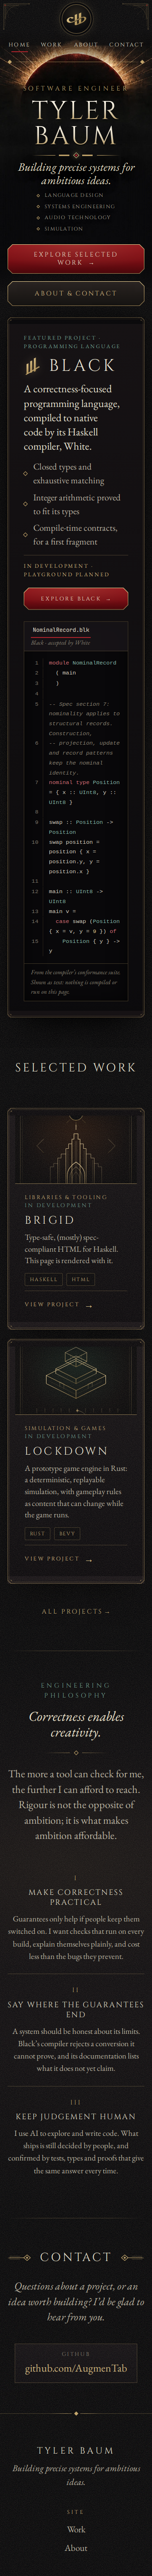 HOME WORK ABOUT CONTACT
SOFTWARE ENGINEER
TYLER
BAUM
Building precise systems for
ambitious ideas.
LANGUAGE DESIGN
SYSTEMS ENGINEERING
AUDIO TECHNOLOGY
SIMULATION
EXPLORE SELECTED
WORK →
ABOUT & CONTACT
FEATURED PROJECT ·
PROGRAMMING LANGUAGE
BLACK
A correctness-focused
programming language,
compiled to native
code by its Haskell
compiler, White.
Closed types and
exhaustive matching
Integer arithmetic proved
to fit its types
Compile-time contracts,
for a first fragment
IN DEVELOPMENT ·
PLAYGROUND PLANNED
EXPLORE BLACK →
NominalRecord.blk
Black · accepted by White
1 module NominalRecord
2 ( main
3 )
4
5 -- Spec section 7:
nominality applies to
structural records.
Construction,
6 -- projection, update
and record patterns
keep the nominal
identity.
7 nominal type Position
= { x :: UInt8, y ::
UInt8 }
8
9 swap :: Position ->
Position
10 swap position =
position { x =
position.y, y =
position.x }
11
12 main :: UInt8 ->
UInt8
13 main v =
14 case swap (Position
{ x = v, y = 0 }) of
15 Position { y } ->
y
From the compiler's conformance suite.
Shown as text: nothing is compiled or
run on this page.
SELECTED WORK
LIBRARIES & TOOLING
IN DEVELOPMENT
BRIGID
Type-safe, (mostly) spec-
compliant HTML for Haskell.
This page is rendered with it.
HASKELL HTML
VIEW PROJECT →
SIMULATION & GAMES
IN DEVELOPMENT
LOCKDOWN
A prototype game engine in Rust:
a deterministic, replayable
simulation, with gameplay rules
as content that can change while
the game runs.
RUST BEVY
VIEW PROJECT →
ALL PROJECTS →
ENGINEERING
PHILOSOPHY
Correctness enables
creativity.
The more a tool can check for me,
the further I can afford to reach.
Rigour is not the opposite of
ambition; it is what makes
ambition affordable.
I
MAKE CORRECTNESS
PRACTICAL
Guarantees only help if people keep them
switched on. I want checks that run on every
build, explain themselves plainly, and cost
less than the bugs they prevent.
II
SAY WHERE THE GUARANTEES
END
A system should be honest about its limits.
Black's compiler rejects a conversion it
cannot prove, and its documentation lists
what it does not yet claim.
III
KEEP JUDGEMENT HUMAN
I use AI to explore and write code. What
ships is still decided by people, and
confirmed by tests, types and proofs that give
the same answer every time.
CONTACT
Questions about a project, or an
idea worth building? I'd be glad to
hear from you.
GITHUB
github.com/AugmenTab
TYLER BAUM
Building precise systems for ambitious
ideas.
SITE
Work
About